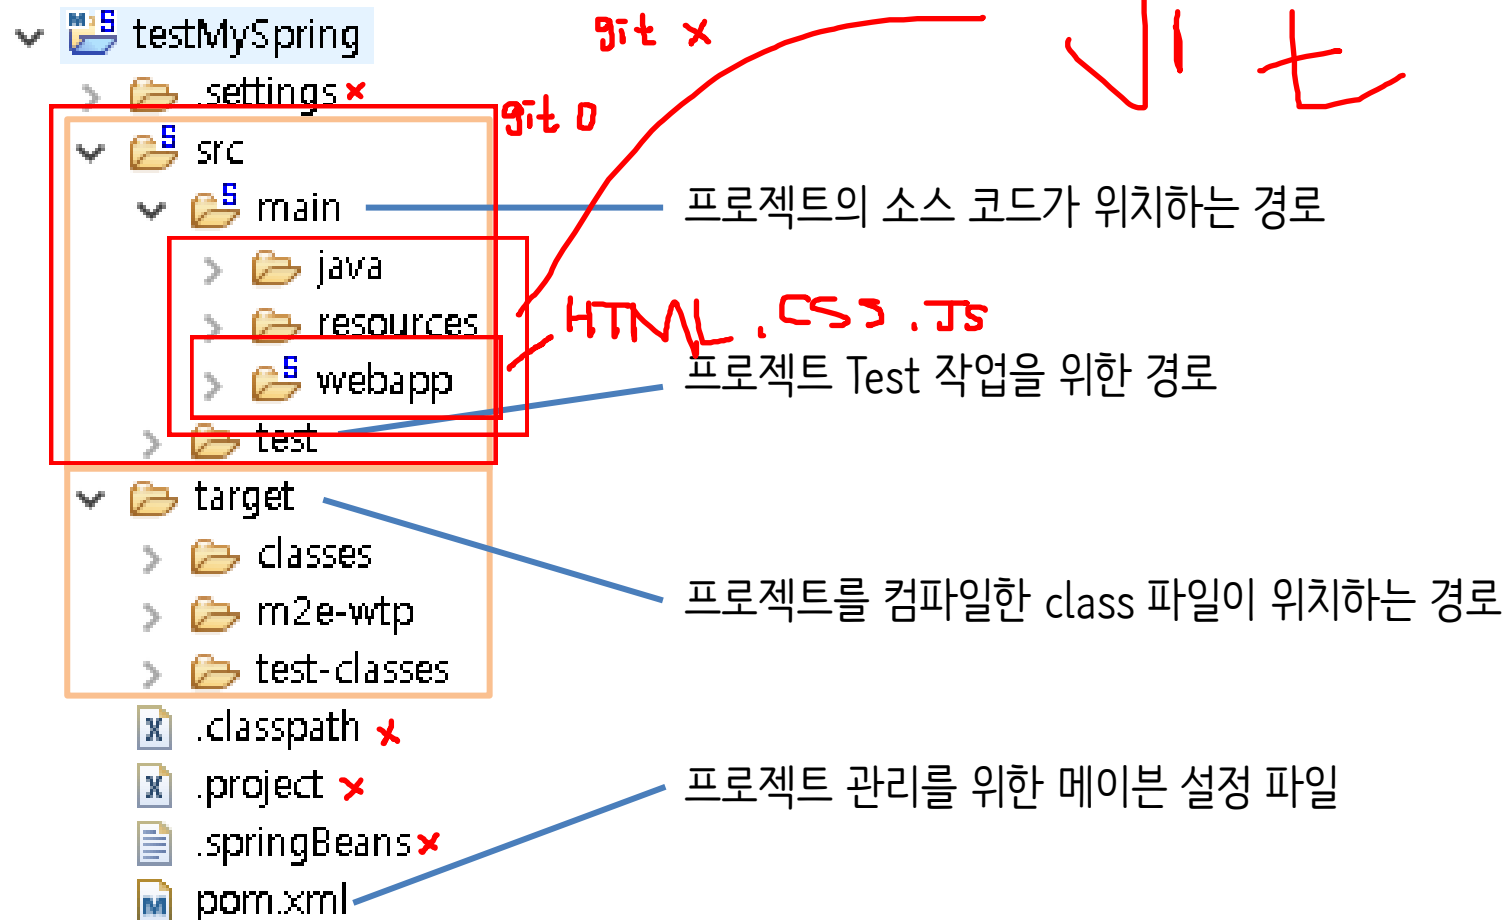 testMySpring
git x
git
.settings x
git o
src
main
프로젝트의 소스 코드가 위치하는 경로
java
resources
HTML. CSS. JS
webapp
프로젝트 Test 작업을 위한 경로
test
target
classes
프로젝트를 컴파일한 class 파일이 위치하는 경로
m2e-wtp
test-classes
.classpath x
.project x
프로젝트 관리를 위한 메이븐 설정 파일
.springBeans x
pom.xml